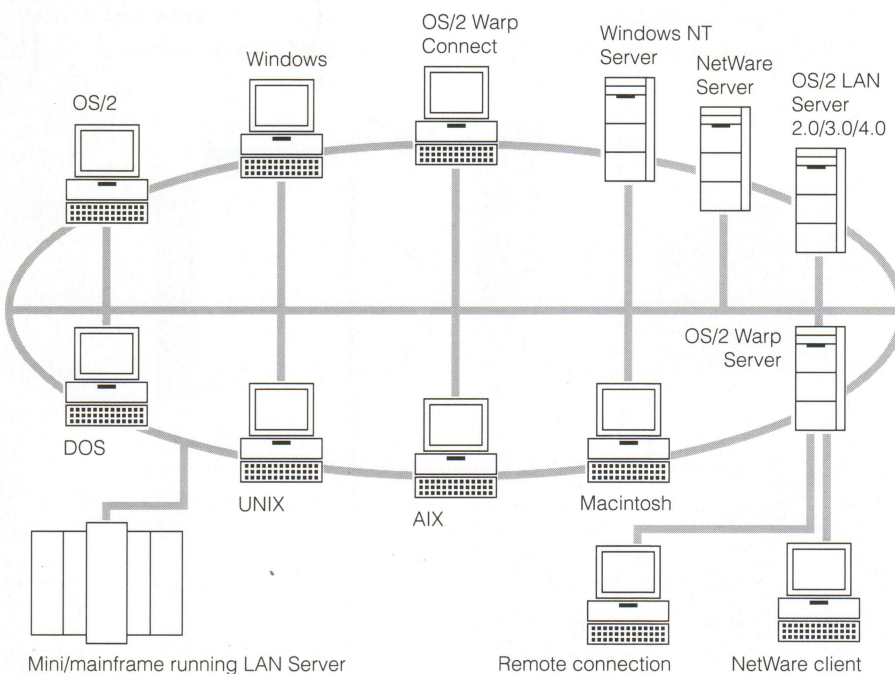 OS/2
Windows
OS/2 Warp
Connect
Windows NT
Server
NetWare
Server
OS/2 LAN
Server
2.0/3.0/4.0
DOS
UNIX
AIX
Macintosh
OS/2 Warp
Server
Mini/mainframe running LAN Server
Remote connection
NetWare client